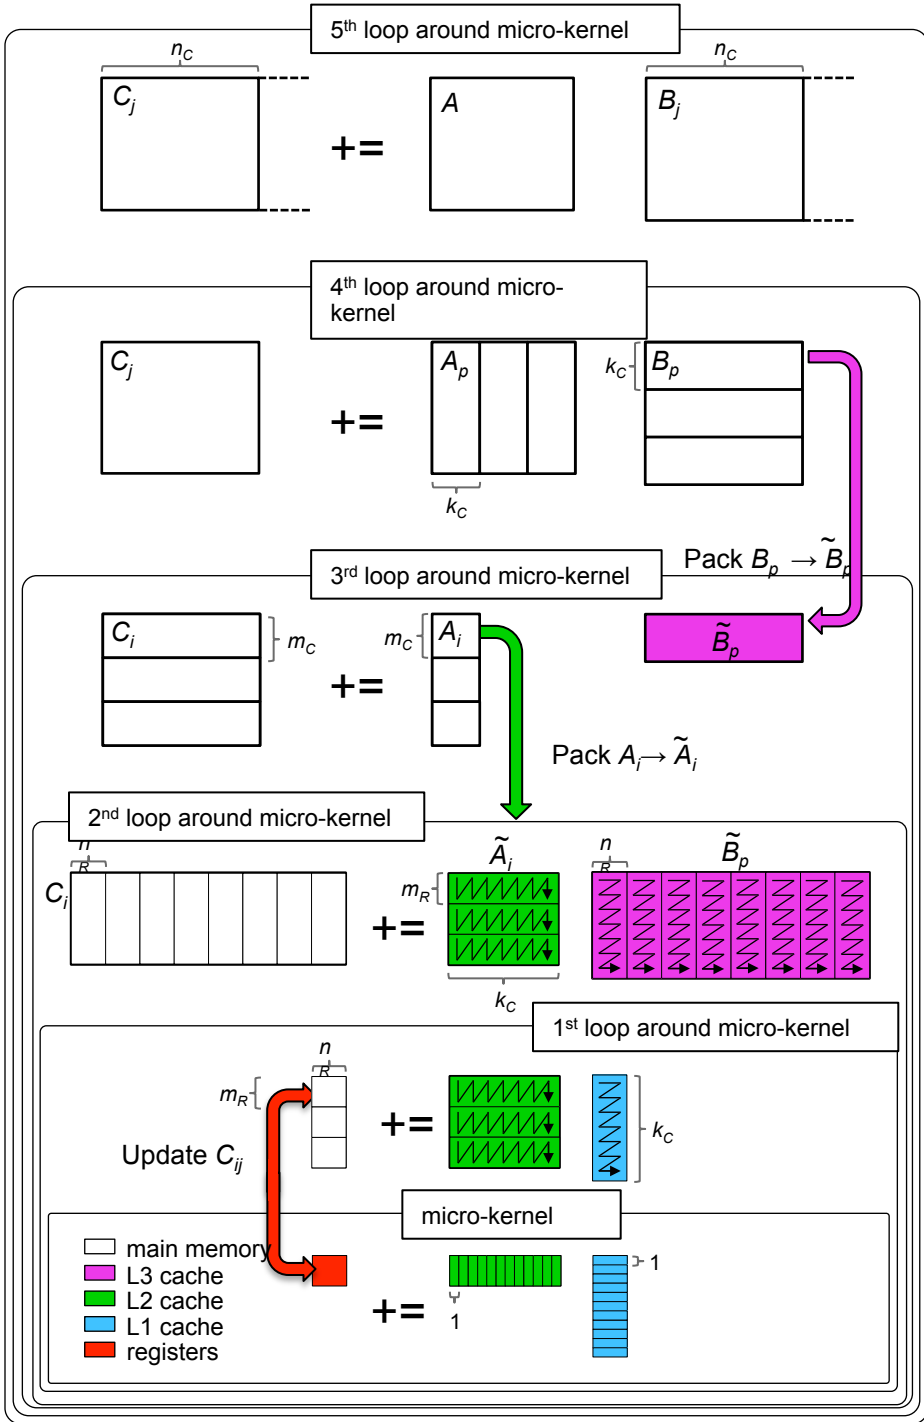 5th loop around micro-kernel
nC nC
Cj += A Bj
4th loop around micro-
kernel
Cj += Ap kC Bp
kC
Pack Bp → B̃p
3rd loop around micro-kernel
Ci mC += mC Ai B̃p
Pack Ai → Ãi
2nd loop around micro-kernel
nR Ãi nR B̃p
Ci += mR
kC
1st loop around micro-kernel
nR
mR += kC
Update Cij
micro-kernel
main memory
L3 cache
L2 cache
L1 cache
registers
+=
1
1